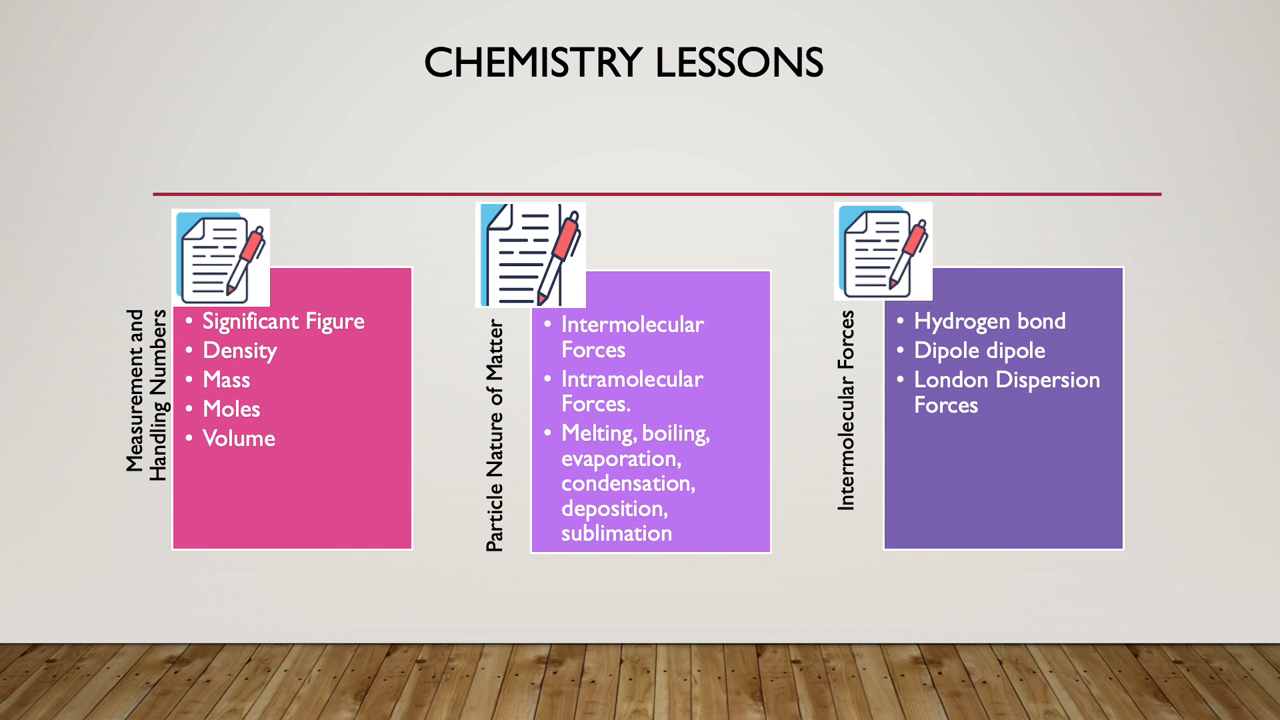 CHEMISTRY LESSONS
Measurement and
Handling Numbers
• Significant Figure
• Density
• Mass
• Moles
• Volume
Particle Nature of Matter
• Intermolecular
Forces
• Intramolecular
Forces.
• Melting, boiling,
evaporation,
condensation,
deposition,
sublimation
Intermolecular Forces
• Hydrogen bond
• Dipole dipole
• London Dispersion
Forces